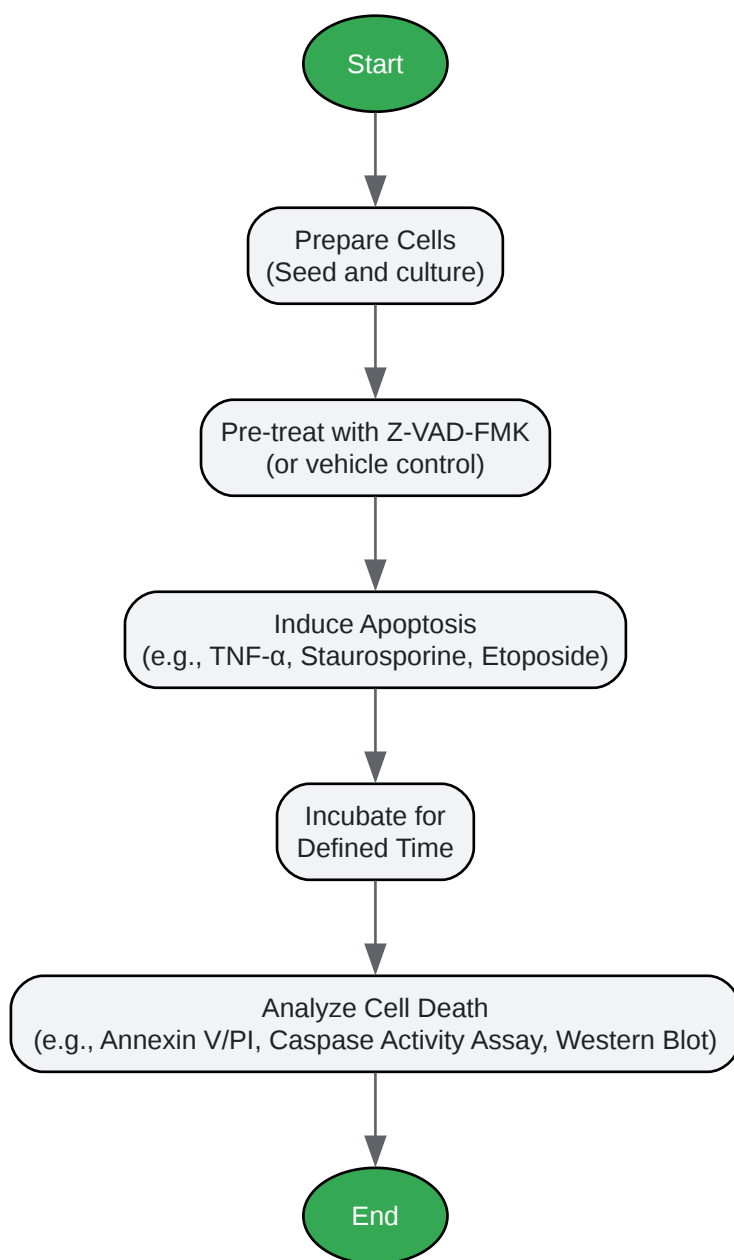 Start
Prepare Cells
(Seed and culture)
Pre-treat with Z-VAD-FMK
(or vehicle control)
Induce Apoptosis
(e.g., TNF-α, Staurosporine, Etoposide)
Incubate for
Defined Time
Analyze Cell Death
(e.g., Annexin V/PI, Caspase Activity Assay, Western Blot)
End